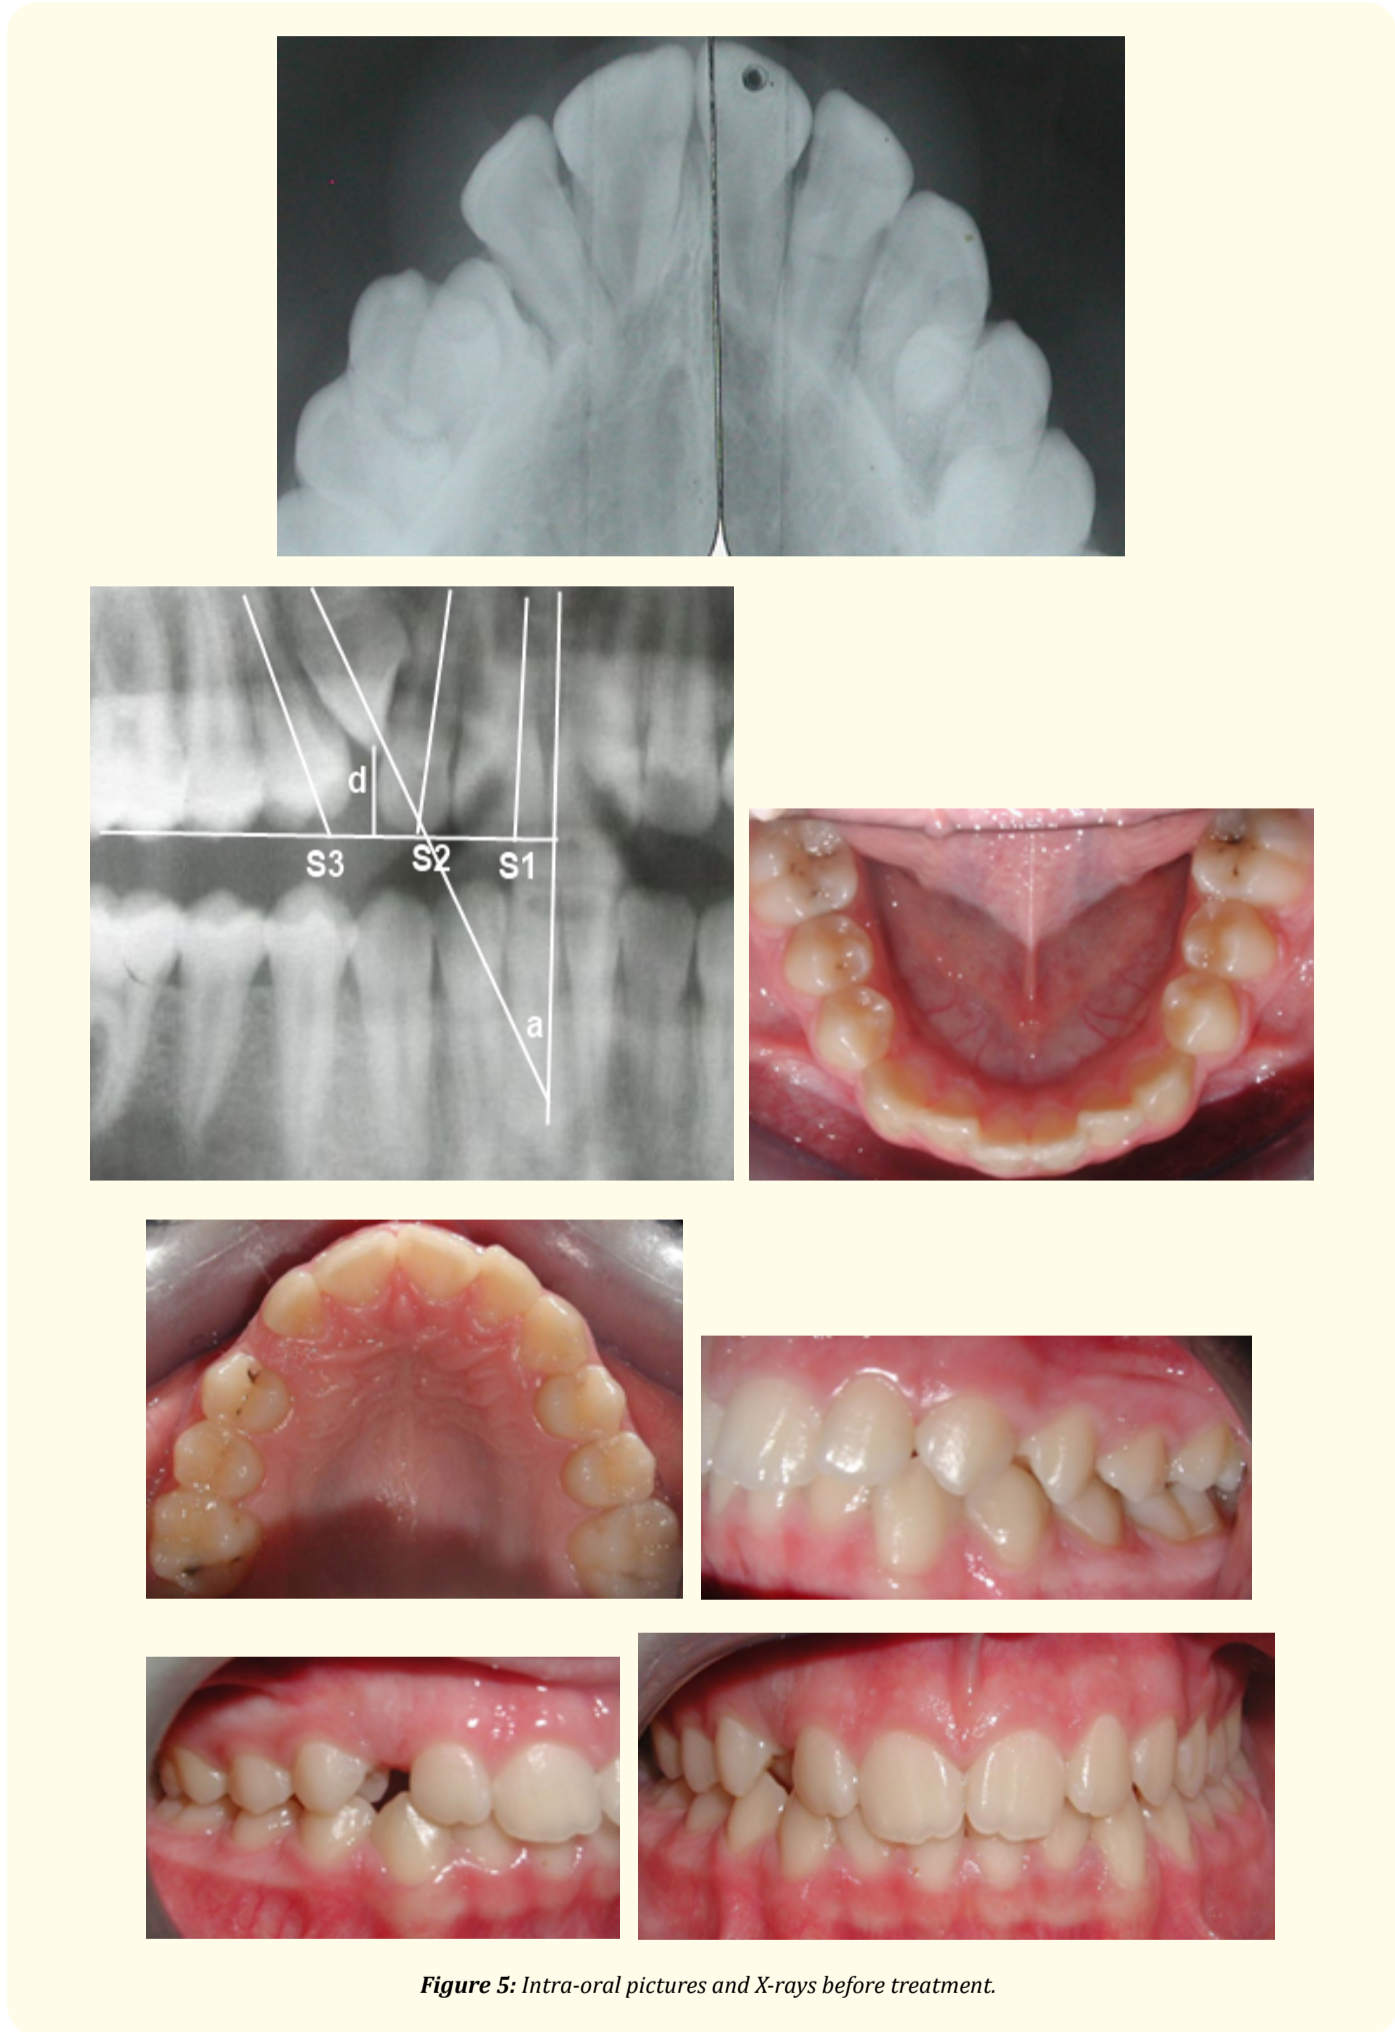 d
S3
S2
S1
a
Figure 5: Intra-oral pictures and X-rays before treatment.